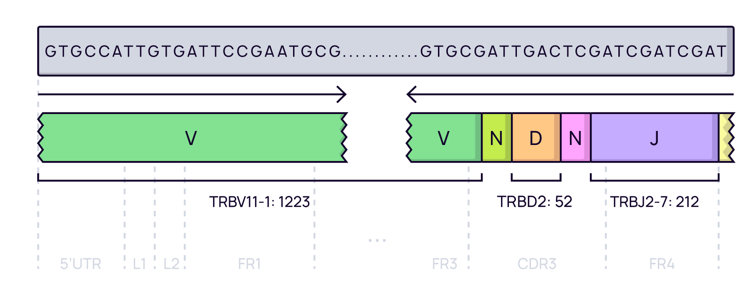 GTGCCATTGTGATTCCGAATGCG............GTGCGATTGACTCGATCGATCGAT
V V N D N J
TRBV11-1: 1223 TRBD2: 52 TRBJ2-7: 212
...
5'UTR L1 L2 FR1 FR3 CDR3 FR4